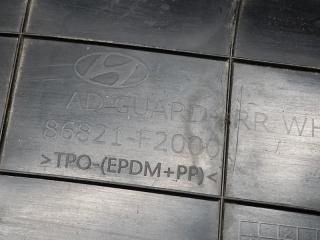 AD-GUARD-RR WH
86821-F2000
>TPO-(EPDM+PP)<